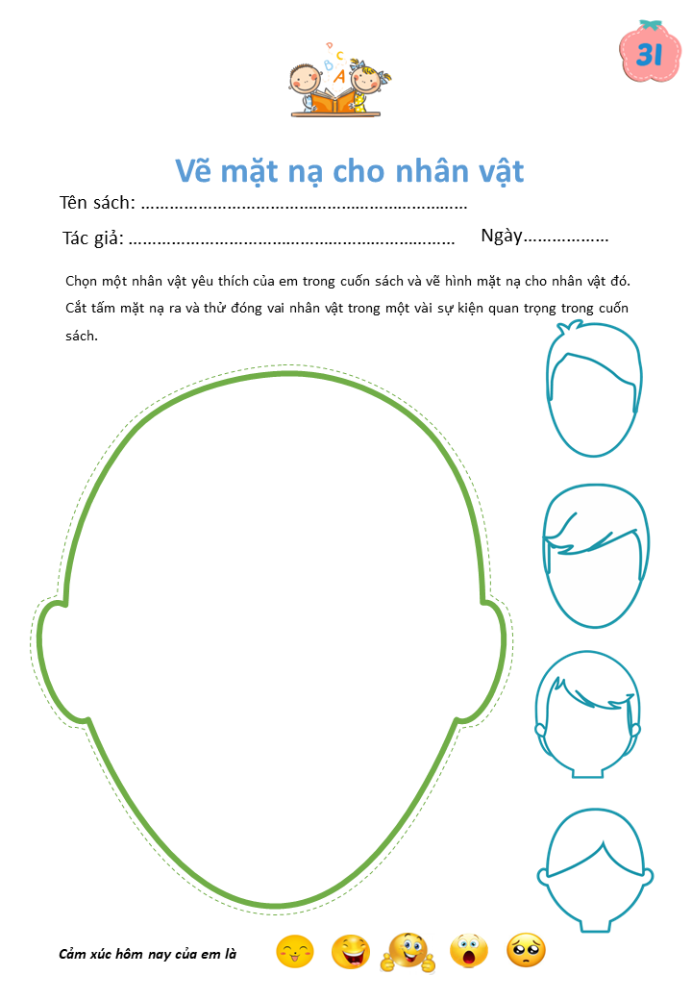 31
D
C
B
A
Vẽ mặt nạ cho nhân vật
Tên sách: ……………………………………………………………
Tác giả: ……………………………………………………………
Ngày………………
Chọn một nhân vật yêu thích của em trong cuốn sách và vẽ hình mặt nạ cho nhân vật đó.
Cắt tấm mặt nạ ra và thử đóng vai nhân vật trong một vài sự kiện quan trọng trong cuốn
sách.
Cảm xúc hôm nay của em là